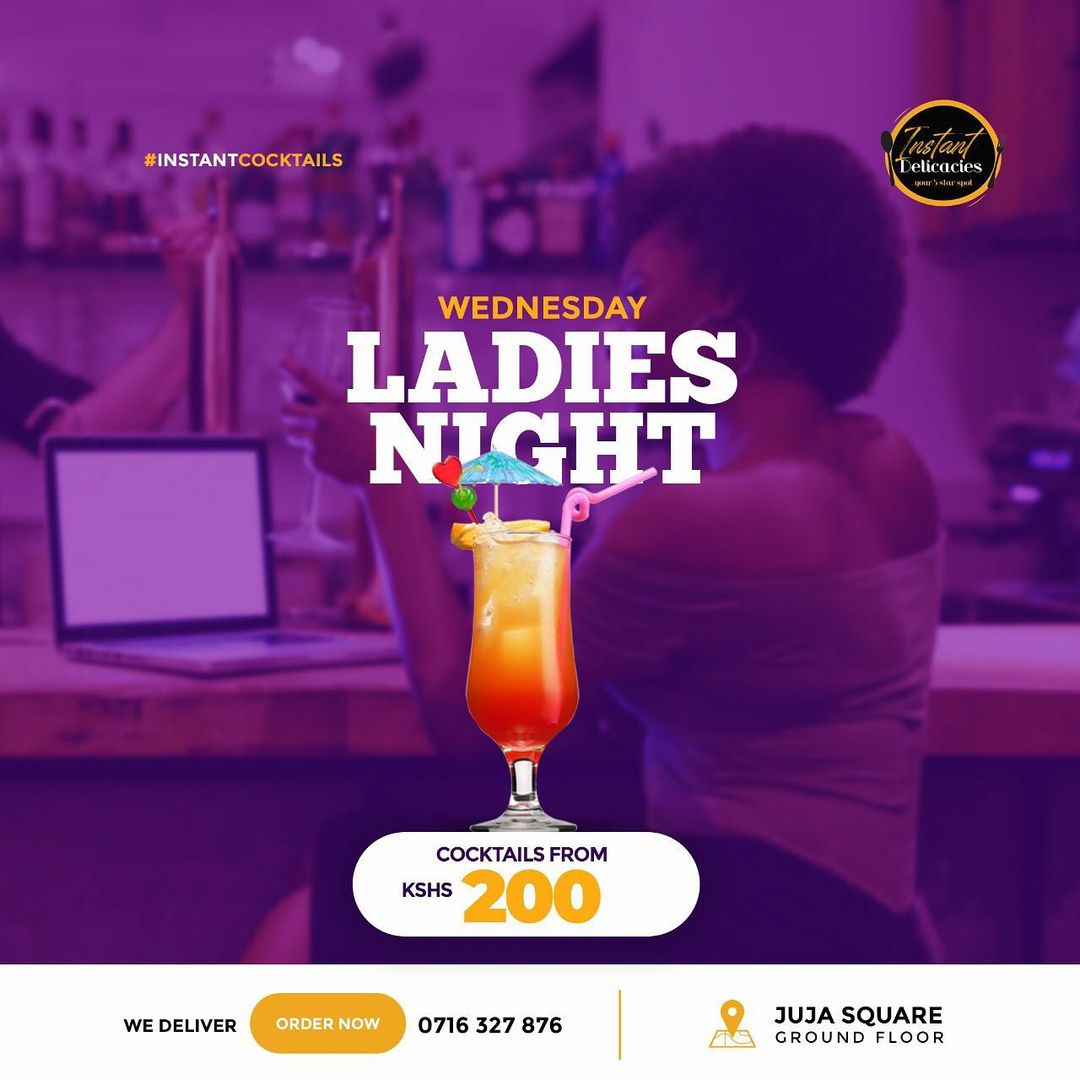 #INSTANTCOCKTAILS
Instant
Delicacies
your 5 star spot
WEDNESDAY
LADIES
NIGHT
COCKTAILS FROM
KSHS 200
WE DELIVER ORDER NOW 0716 327 876
JUJA SQUARE
GROUND FLOOR